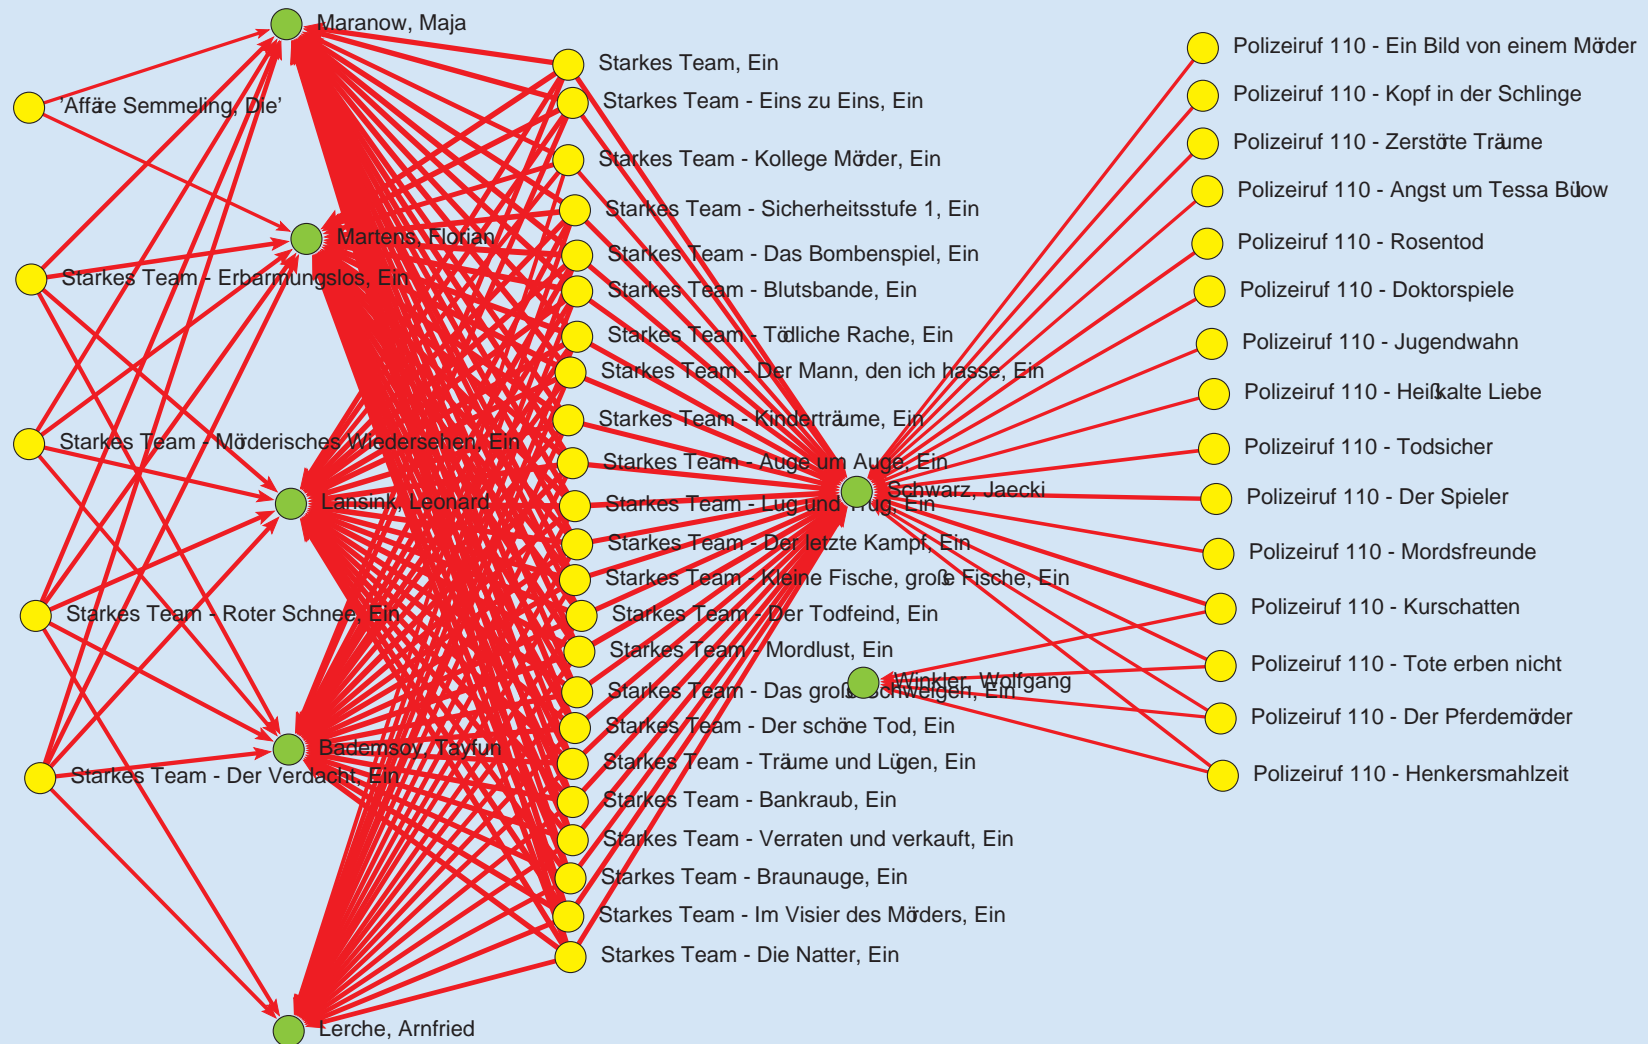 Maranow, Maja
'Affäre Semmeling, Die'
Martens, Florian
Starkes Team - Erbarmungslos, Ein
Starkes Team - Mörderisches Wiedersehen, Ein
Lansink, Leonard
Starkes Team - Roter Schnee, Ein
Bademsoy, Tayfun
Starkes Team - Der Verdacht, Ein
Lerche, Arnfried
Starkes Team, Ein
Starkes Team - Eins zu Eins, Ein
Starkes Team - Kollege Mörder, Ein
Starkes Team - Sicherheitsstufe 1, Ein
Starkes Team - Das Bombenspiel, Ein
Starkes Team - Blutsbande, Ein
Starkes Team - Tödliche Rache, Ein
Starkes Team - Der Mann, den ich hasse, Ein
Starkes Team - Kinderträume, Ein
Starkes Team - Auge um Auge, Ein
Starkes Team - Lug und Trug, Ein
Starkes Team - Der letzte Kampf, Ein
Starkes Team - Kleine Fische, große Fische, Ein
Starkes Team - Der Todfeind, Ein
Starkes Team - Mordlust, Ein
Starkes Team - Das große Schweigen, Ein
Starkes Team - Der schöne Tod, Ein
Starkes Team - Träume und Lügen, Ein
Starkes Team - Bankraub, Ein
Starkes Team - Verraten und verkauft, Ein
Starkes Team - Braunauge, Ein
Starkes Team - Im Visier des Mörders, Ein
Starkes Team - Die Natter, Ein
Schwarz, Jaecki
Winkler, Wolfgang
Polizeiruf 110 - Ein Bild von einem Mörder
Polizeiruf 110 - Kopf in der Schlinge
Polizeiruf 110 - Zerstörte Träume
Polizeiruf 110 - Angst um Tessa Bülow
Polizeiruf 110 - Rosentod
Polizeiruf 110 - Doktorspiele
Polizeiruf 110 - Jugendwahn
Polizeiruf 110 - Heißkalte Liebe
Polizeiruf 110 - Todsicher
Polizeiruf 110 - Der Spieler
Polizeiruf 110 - Mordsfreunde
Polizeiruf 110 - Kurschatten
Polizeiruf 110 - Tote erben nicht
Polizeiruf 110 - Der Pferdemörder
Polizeiruf 110 - Henkersmahlzeit